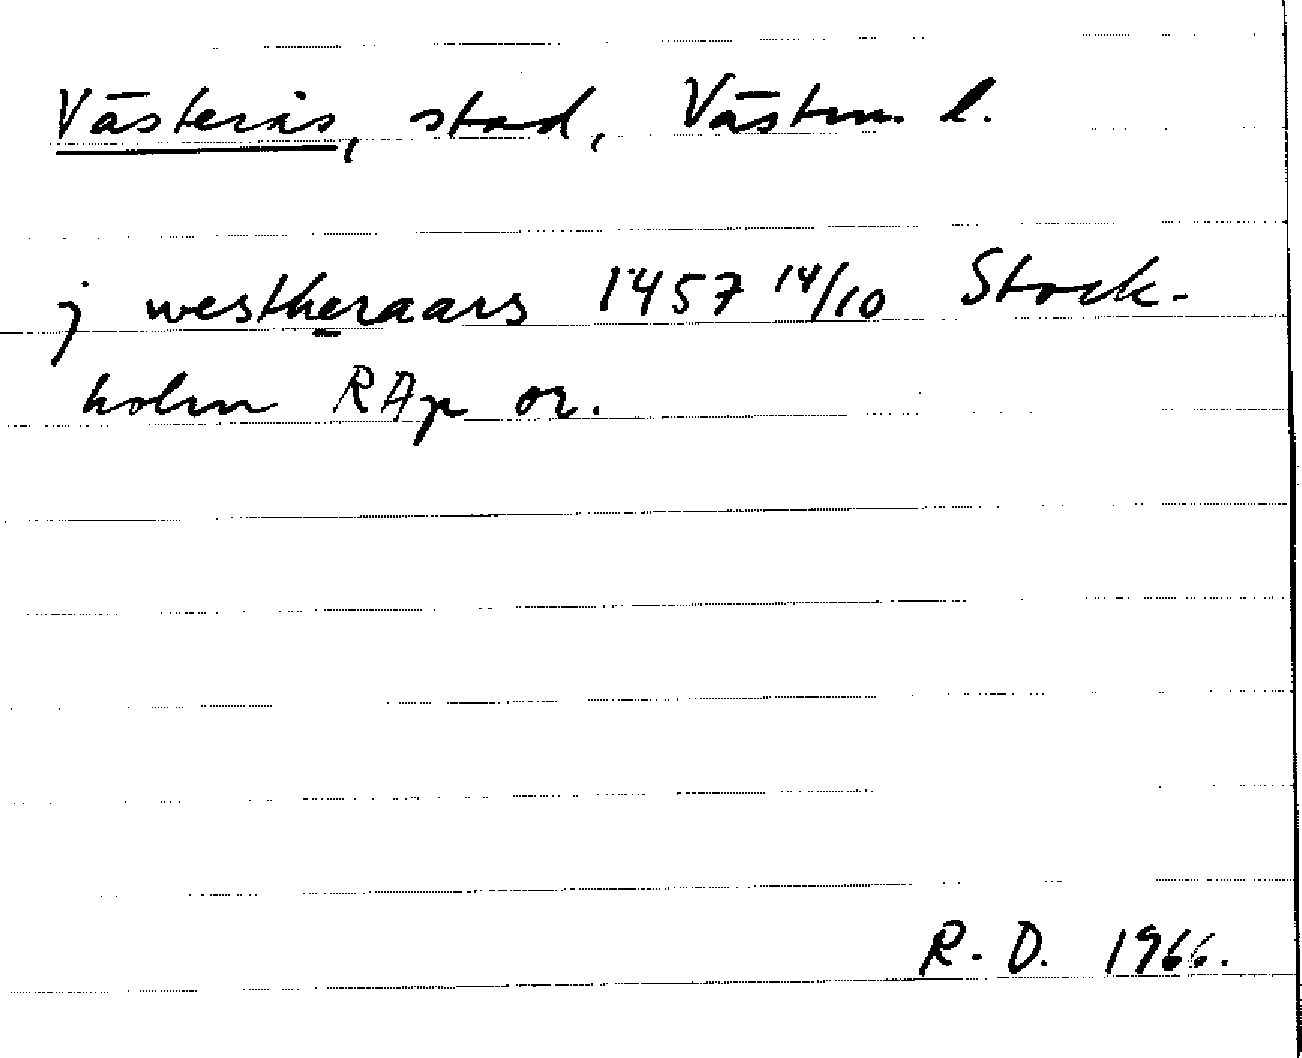 Västerås, stad, Västm. l.
j westheraars 1457 14/10 Stock-
holm RAp or.
R. D. 1966.